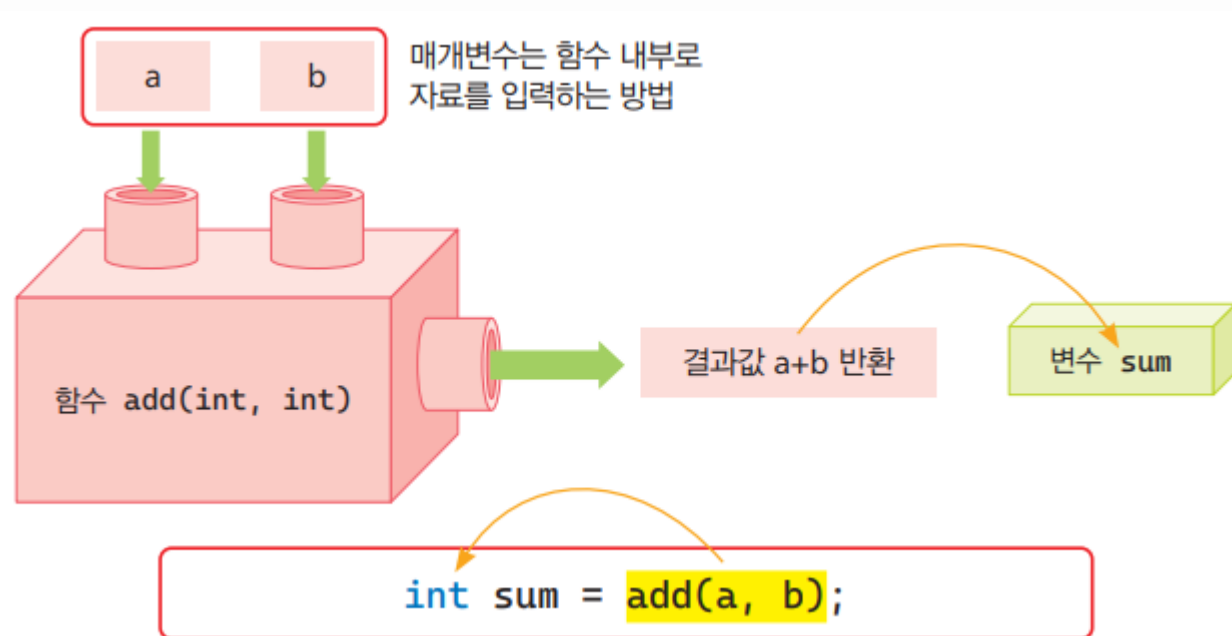 a
b
매개변수는 함수 내부로
자료를 입력하는 방법
함수 add(int, int)
결과값 a+b 반환
변수 sum
int sum = add(a, b);